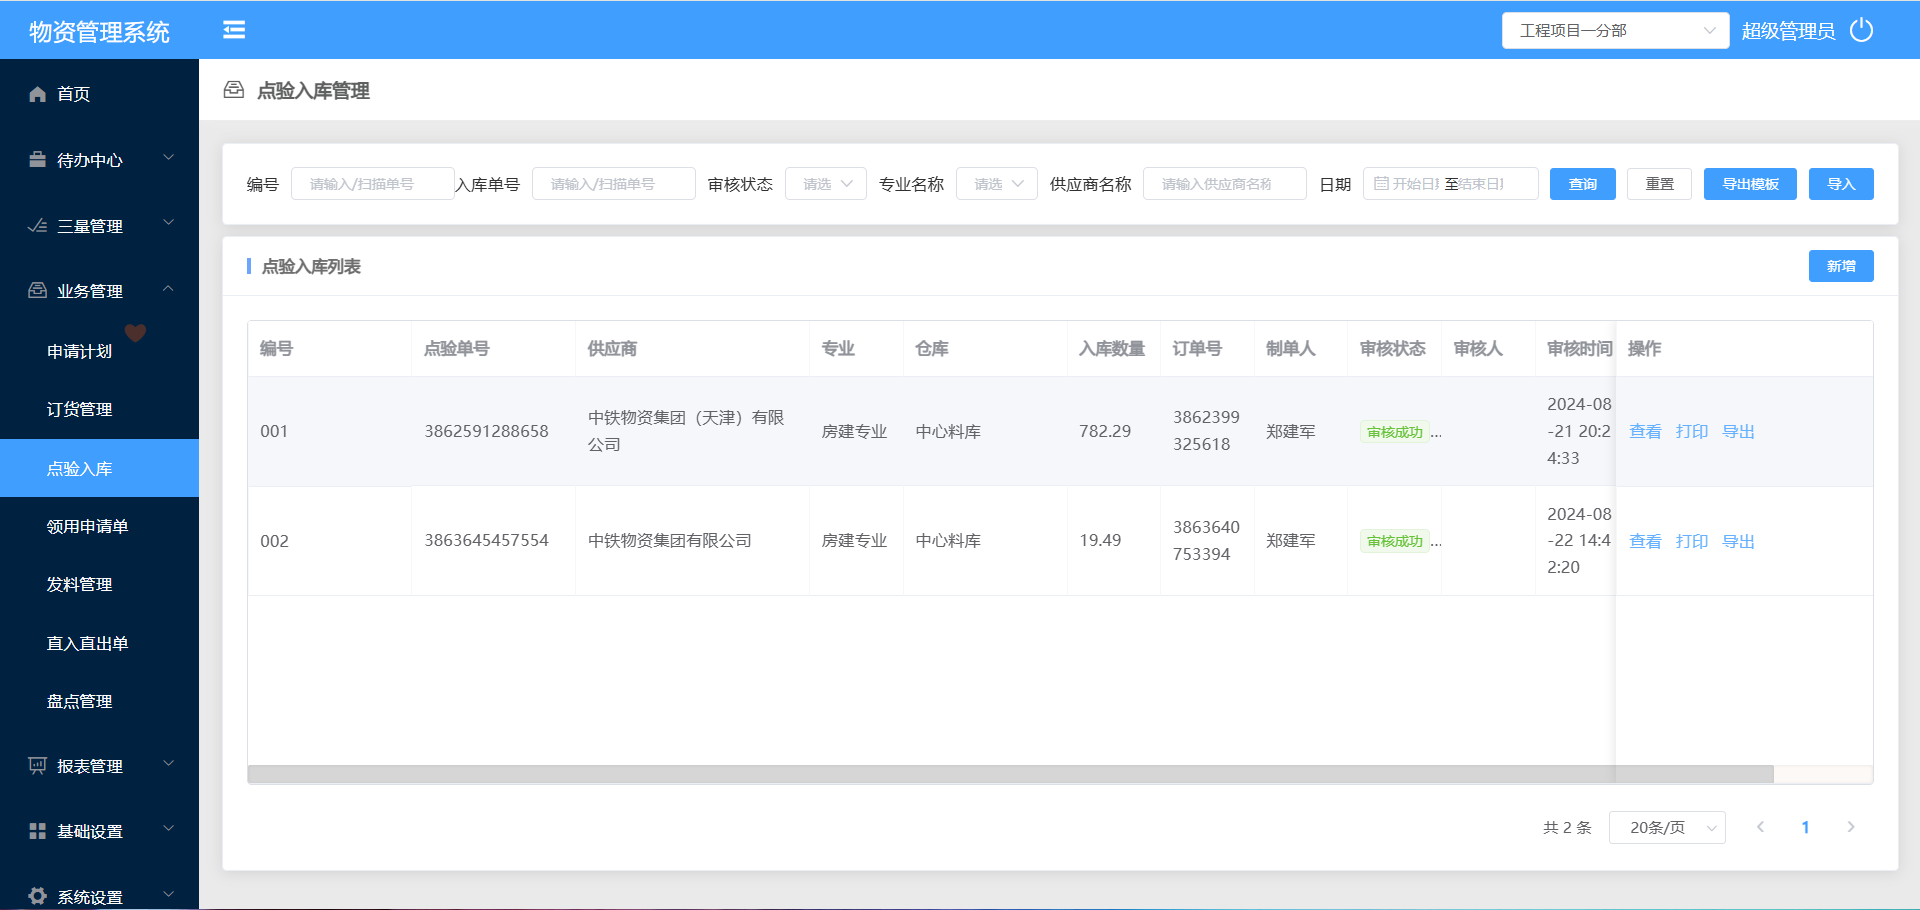 物资管理系统
工程项目一分部
超级管理员
首页
待办中心
三量管理
业务管理
申请计划
订货管理
点验入库
领用申请单
发料管理
直入直出单
盘点管理
报表管理
基础设置
系统设置
点验入库管理
编号 请输入/扫描单号 入库单号 请输入/扫描单号 审核状态 请选 专业名称 请选 供应商名称 请输入供应商名称 日期 开始日 至 结束日 查询 重置 导出模板 导入
点验入库列表
新增
编号 点验单号 供应商 专业 仓库 入库数量 订单号 制单人 审核状态 审核人 审核时间 操作
001 3862591288658 中铁物资集团（天津）有限公司 房建专业 中心料库 782.29 3862399325618 郑建军 审核成功 ... 2024-08-21 20:24:33 查看 打印 导出
002 3863645457554 中铁物资集团有限公司 房建专业 中心料库 19.49 3863640753394 郑建军 审核成功 ... 2024-08-22 14:42:20 查看 打印 导出
共 2 条 20条/页 1